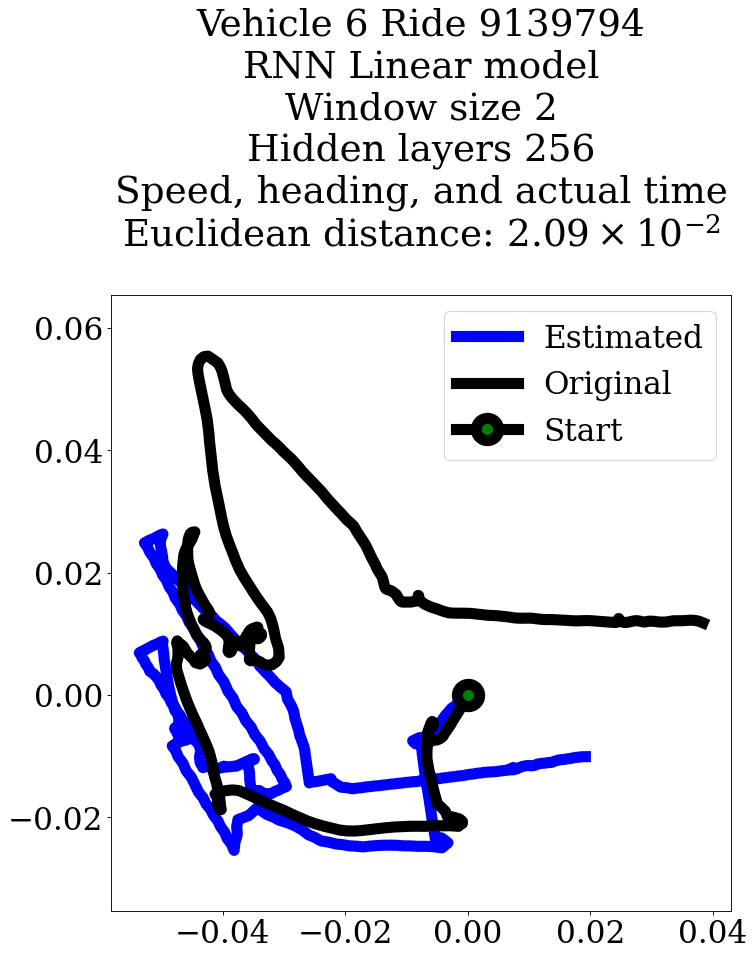 Vehicle 6 Ride 9139794
RNN Linear model
Window size 2
Hidden layers 256
Speed, heading, and actual time
Euclidean distance: 2.09 × 10⁻²
Estimated
Original
Start
0.06
0.04
0.02
0.00
−0.02
−0.04 −0.02 0.00 0.02 0.04